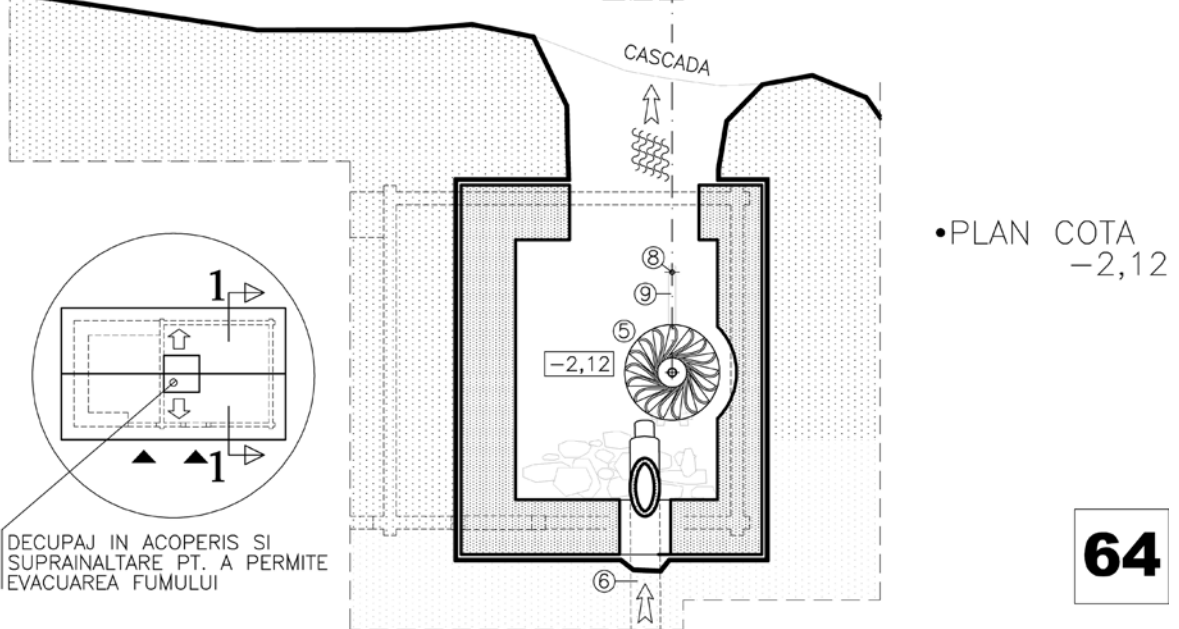 CASCADA
•PLAN COTA
−2,12
8
9
5
−2,12
1
1
DECUPAJ IN ACOPERIS SI
SUPRAINALTARE PT. A PERMITE
EVACUAREA FUMULUI
6
64